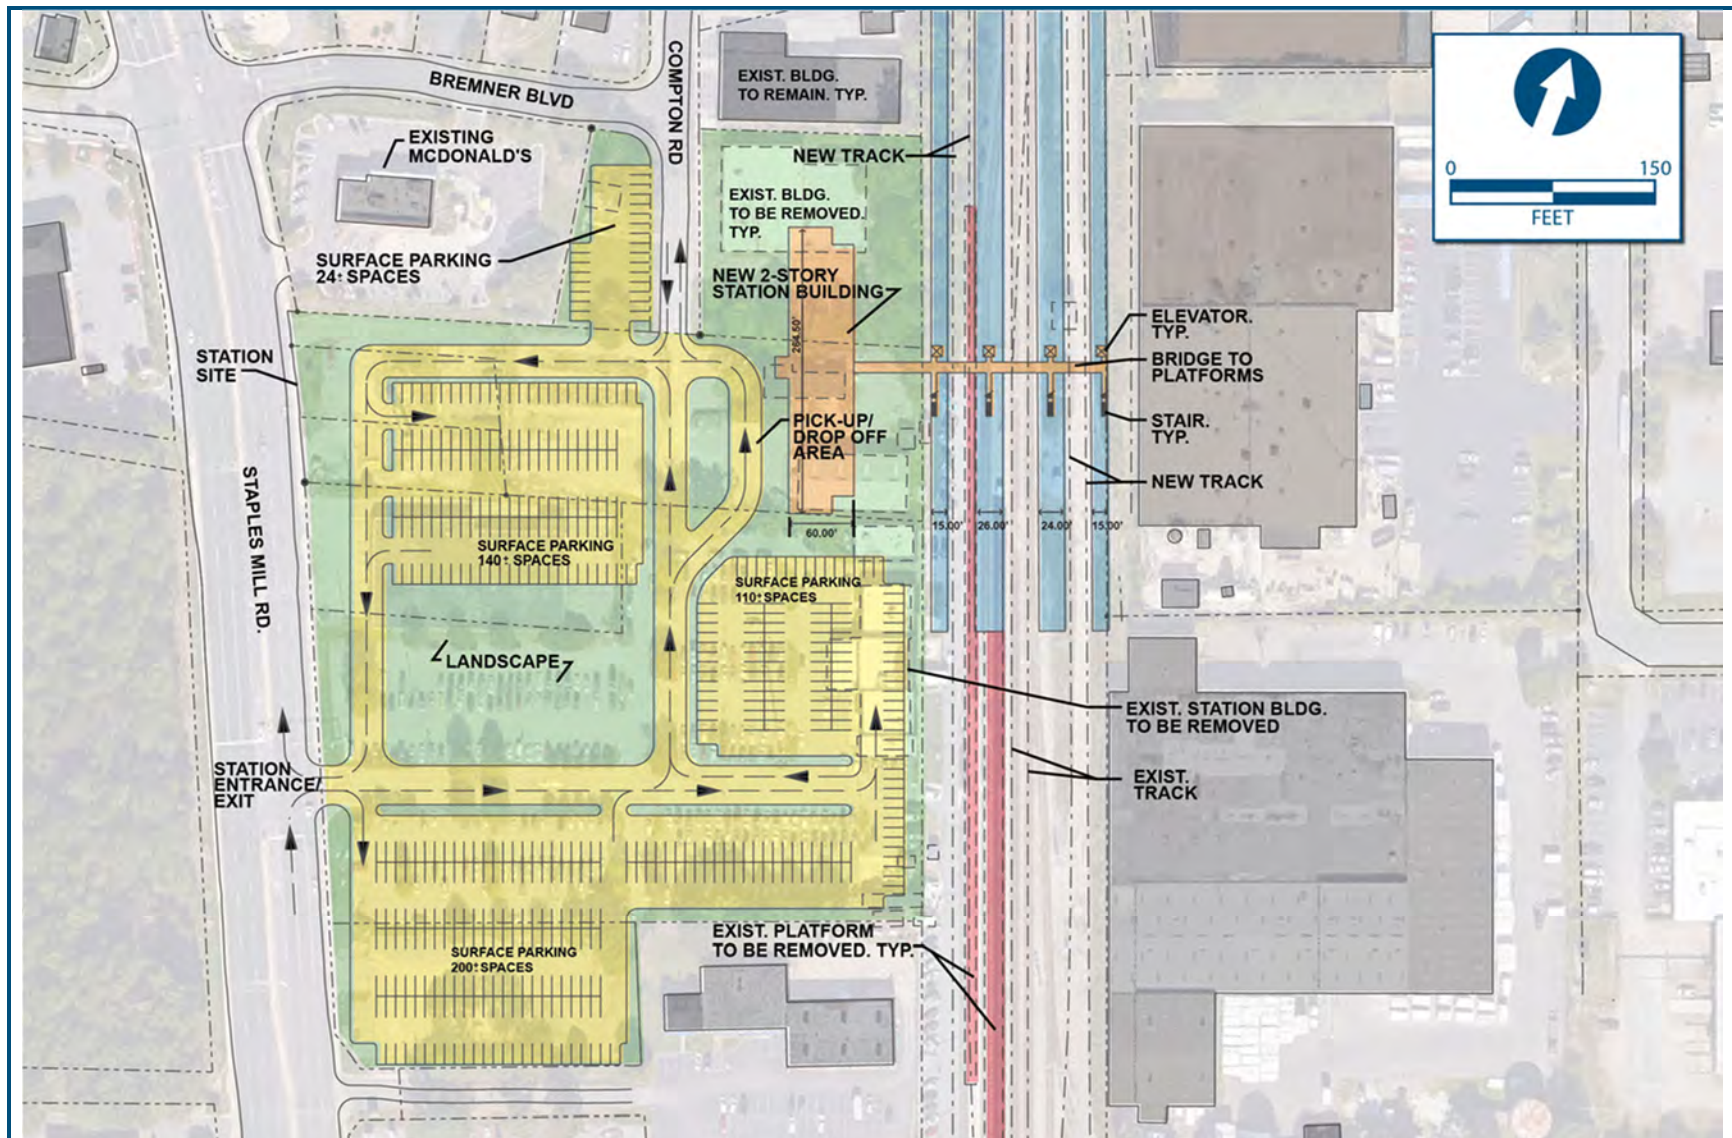 BREMNER BLVD
COMPTON RD
EXIST. BLDG.
TO REMAIN. TYP.
EXISTING
MCDONALD'S
NEW TRACK
0 150
FEET
EXIST. BLDG.
TO BE REMOVED.
TYP.
SURFACE PARKING
24± SPACES
NEW 2-STORY
STATION BUILDING
264.50'
ELEVATOR.
TYP.
BRIDGE TO
PLATFORMS
STATION
SITE
STAIR.
TYP.
PICK-UP/
DROP OFF
AREA
NEW TRACK
STAPLES MILL RD.
60.00'
15.00' 26.00' 24.00' 15.00'
SURFACE PARKING
140± SPACES
SURFACE PARKING
110± SPACES
LANDSCAPE
EXIST. STATION BLDG.
TO BE REMOVED
STATION
ENTRANCE/
EXIT
EXIST.
TRACK
EXIST. PLATFORM
TO BE REMOVED. TYP.
SURFACE PARKING
200± SPACES